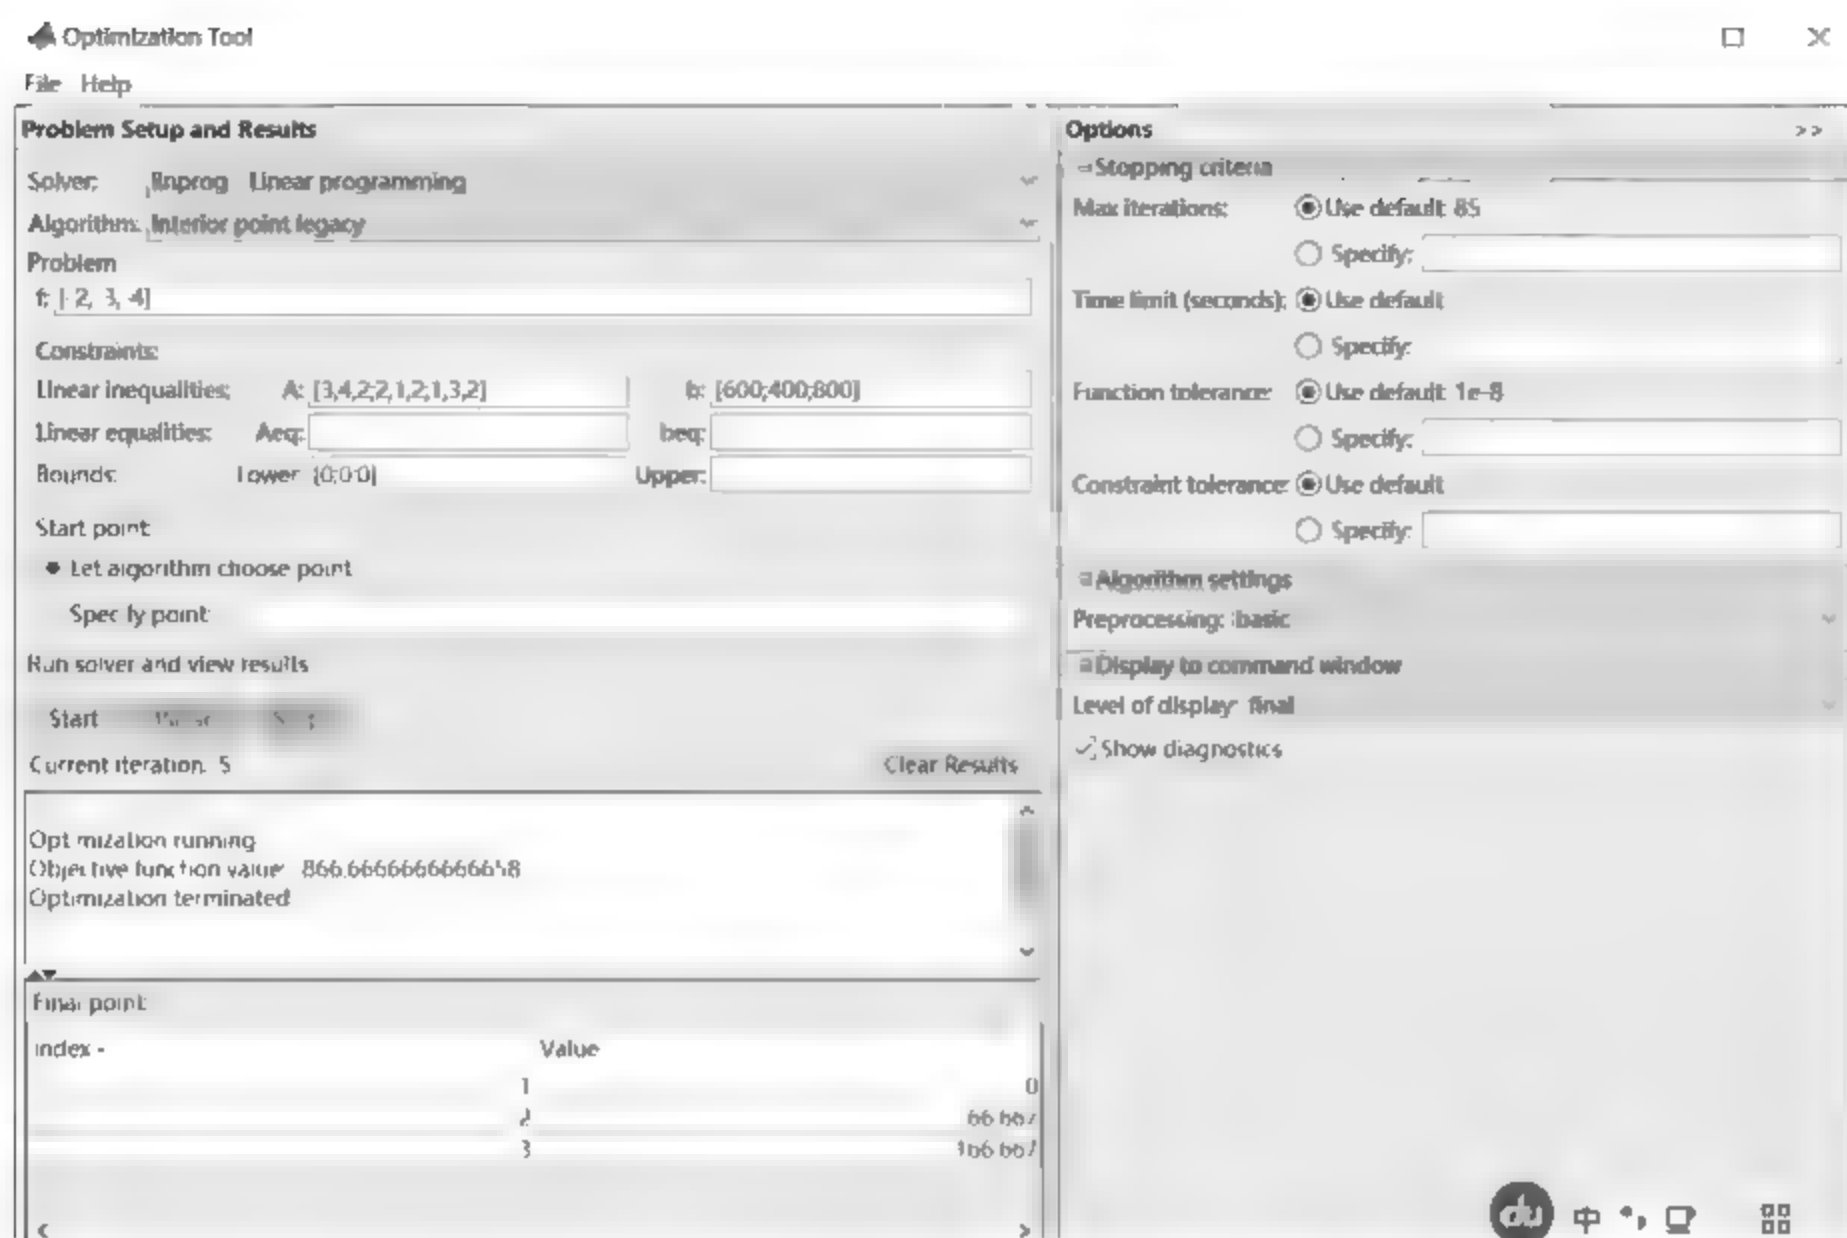 Optimization Tool
File Help
Problem Setup and Results
Solver: linprog Linear programming
Algorithm: Interior point legacy
Problem
f: [-2, 3, -4]
Constraints:
Linear inequalities: A: [3,4,2;2,1,2;1,3,2] b: [600;400;800]
Linear equalities: Aeq: beq:
Bounds: Lower: [0;0;0] Upper:
Start point:
Let algorithm choose point
Specify point:
Run solver and view results
Start
Current iteration: 5 Clear Results
Optimization running.
Objective function value:
Optimization terminated.
Final point:
Index Value
1 0
2 66.667
3 166.667
Options >>
Stopping criteria
Max iterations: Use default: 85
Specify:
Time limit (seconds): Use default
Specify:
Function tolerance: Use default: 1e-8
Specify:
Constraint tolerance: Use default
Specify:
Algorithm settings
Preprocessing: basic
Display to command window
Level of display: final
Show diagnostics
du 中